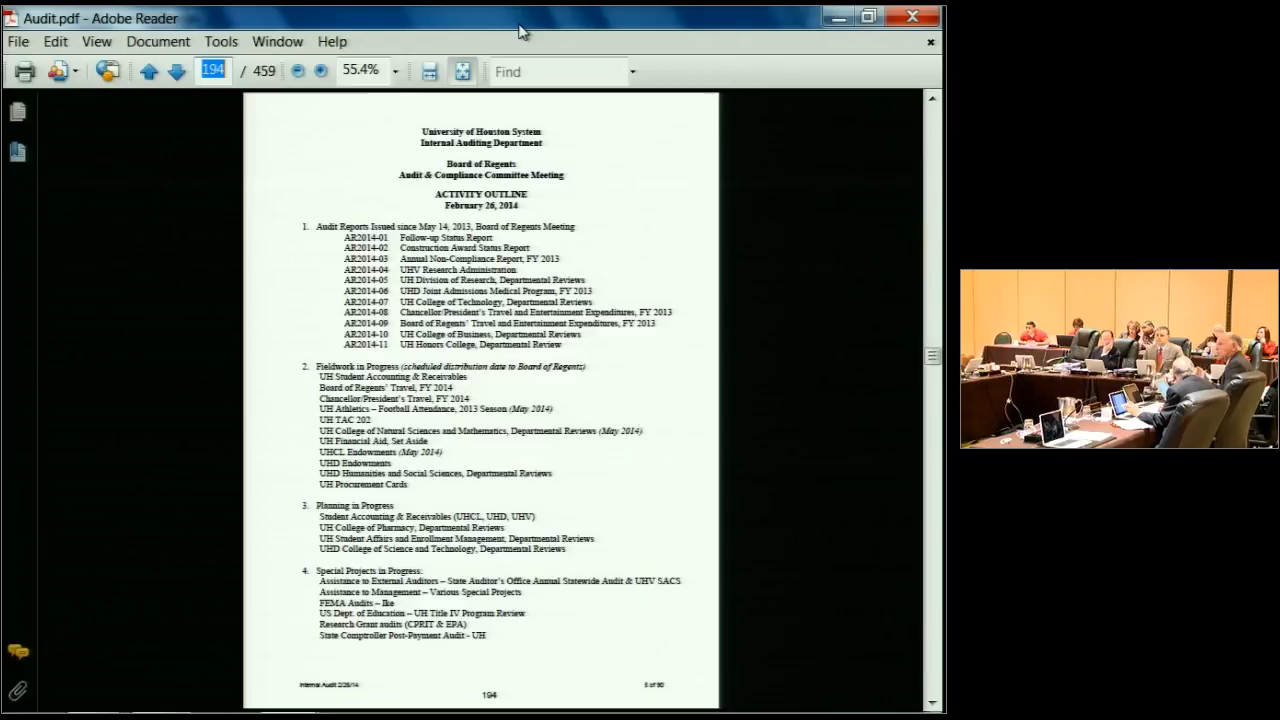 Audit.pdf - Adobe Reader
File Edit View Document Tools Window Help
194 / 459 55.4% Find
University of Houston System
Internal Auditing Department
Board of Regents
Audit & Compliance Committee Meeting
ACTIVITY OUTLINE
February 26, 2014
1. Audit Reports Issued since May 14, 2013, Board of Regents Meeting
AR2014-01 Follow-up Status Report
AR2014-02 Construction Award Status Report
AR2014-03 Annual Non-Compliance Report, FY 2013
AR2014-04 UHV Research Administration
AR2014-05 UH Division of Research, Departmental Reviews
AR2014-06 UHD Joint Admissions Medical Program, FY 2013
AR2014-07 UH College of Technology, Departmental Reviews
AR2014-08 Chancellor/President's Travel and Entertainment Expenditures, FY 2013
AR2014-09 Board of Regents' Travel and Entertainment Expenditures, FY 2013
AR2014-10 UH College of Business, Departmental Reviews
AR2014-11 UH Honors College, Departmental Review
2. Fieldwork in Progress (scheduled distribution date to Board of Regents)
UH Student Accounting & Receivables
Board of Regents' Travel, FY 2014
Chancellor/President's Travel, FY 2014
UH Athletics – Football Attendance, 2013 Season (May 2014)
UH TAC 202
UH College of Natural Sciences and Mathematics, Departmental Reviews (May 2014)
UH Financial Aid, Set Aside
UHCL Endowments (May 2014)
UHD Endowments
UHD Humanities and Social Sciences, Departmental Reviews
UH Procurement Cards
3. Planning in Progress
Student Accounting & Receivables (UHCL, UHD, UHV)
UH College of Pharmacy, Departmental Reviews
UH Student Affairs and Enrollment Management, Departmental Reviews
UHD College of Science and Technology, Departmental Reviews
4. Special Projects in Progress:
Assistance to External Auditors – State Auditor's Office Annual Statewide Audit & UHV SACS
Assistance to Management – Various Special Projects
FEMA Audits – Ike
US Dept. of Education – UH Title IV Program Review
Research Grant audits (CPRIT & EPA)
State Comptroller Post-Payment Audit - UH
Internal Audit 2/26/14 5 of 90
194